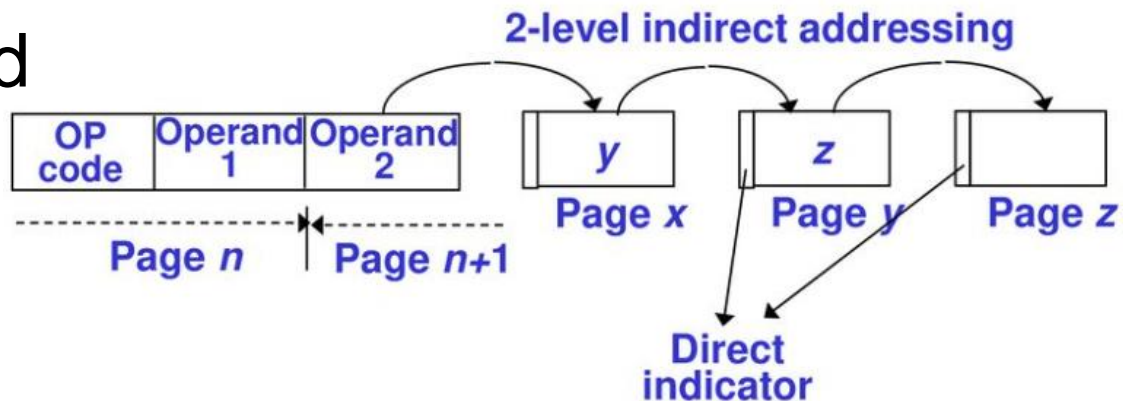 2-level indirect addressing
d
OP code
Operand 1
Operand 2
y
z
Page x
Page y
Page z
Page n
Page n+1
Direct
indicator